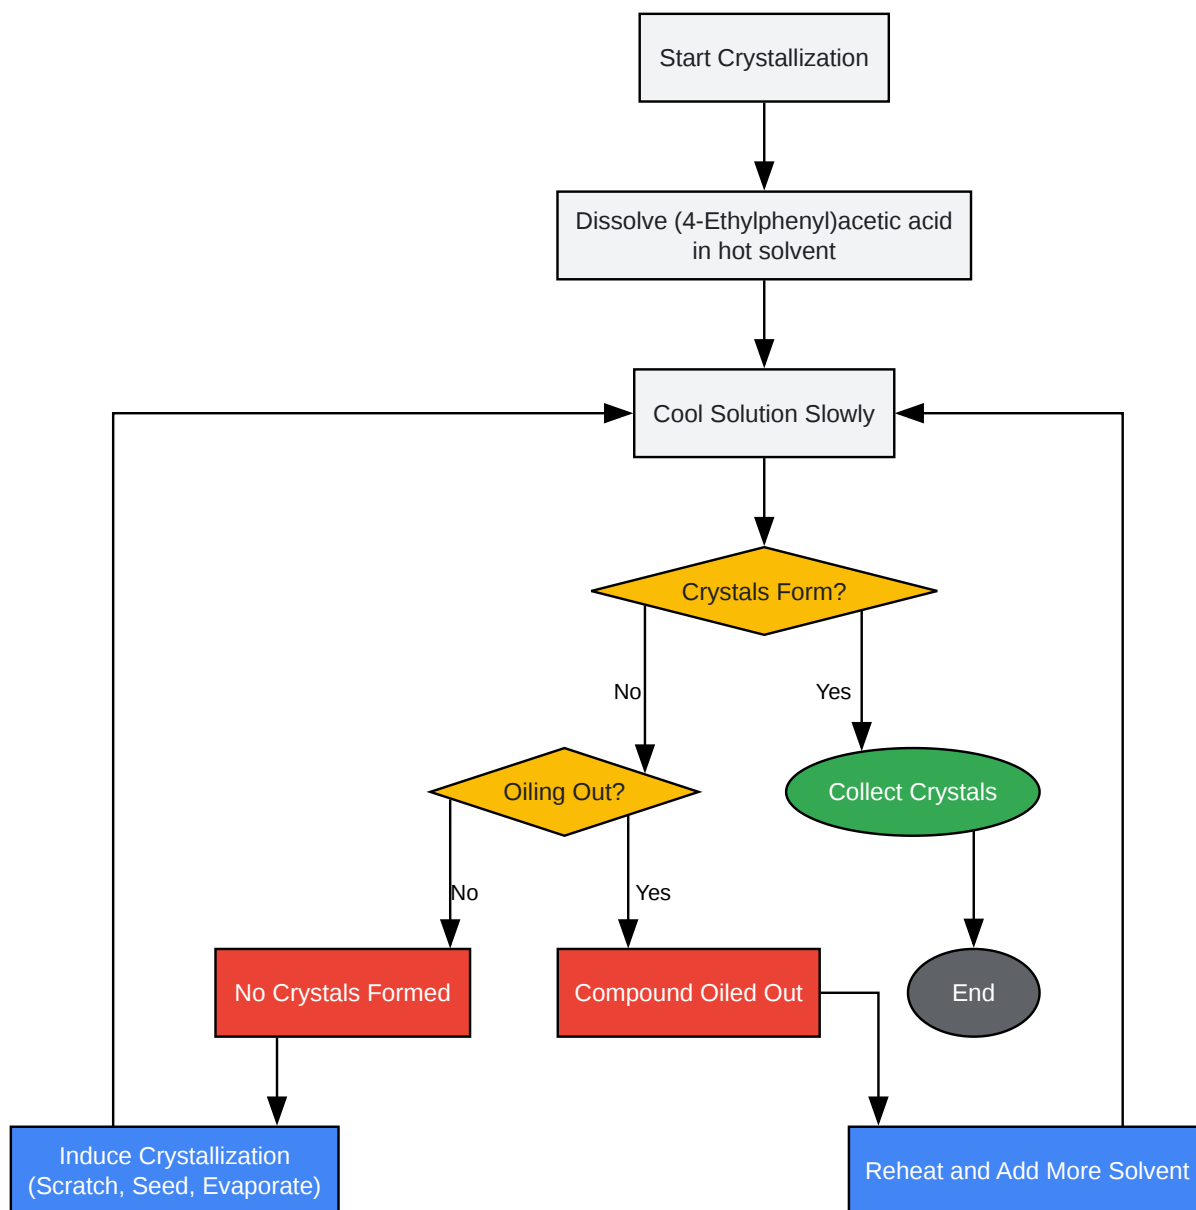 Start Crystallization
Dissolve (4-Ethylphenyl)acetic acid
in hot solvent
Cool Solution Slowly
Crystals Form?
No
Yes
Oiling Out?
Collect Crystals
No
Yes
No Crystals Formed
Compound Oiled Out
End
Induce Crystallization
(Scratch, Seed, Evaporate)
Reheat and Add More Solvent